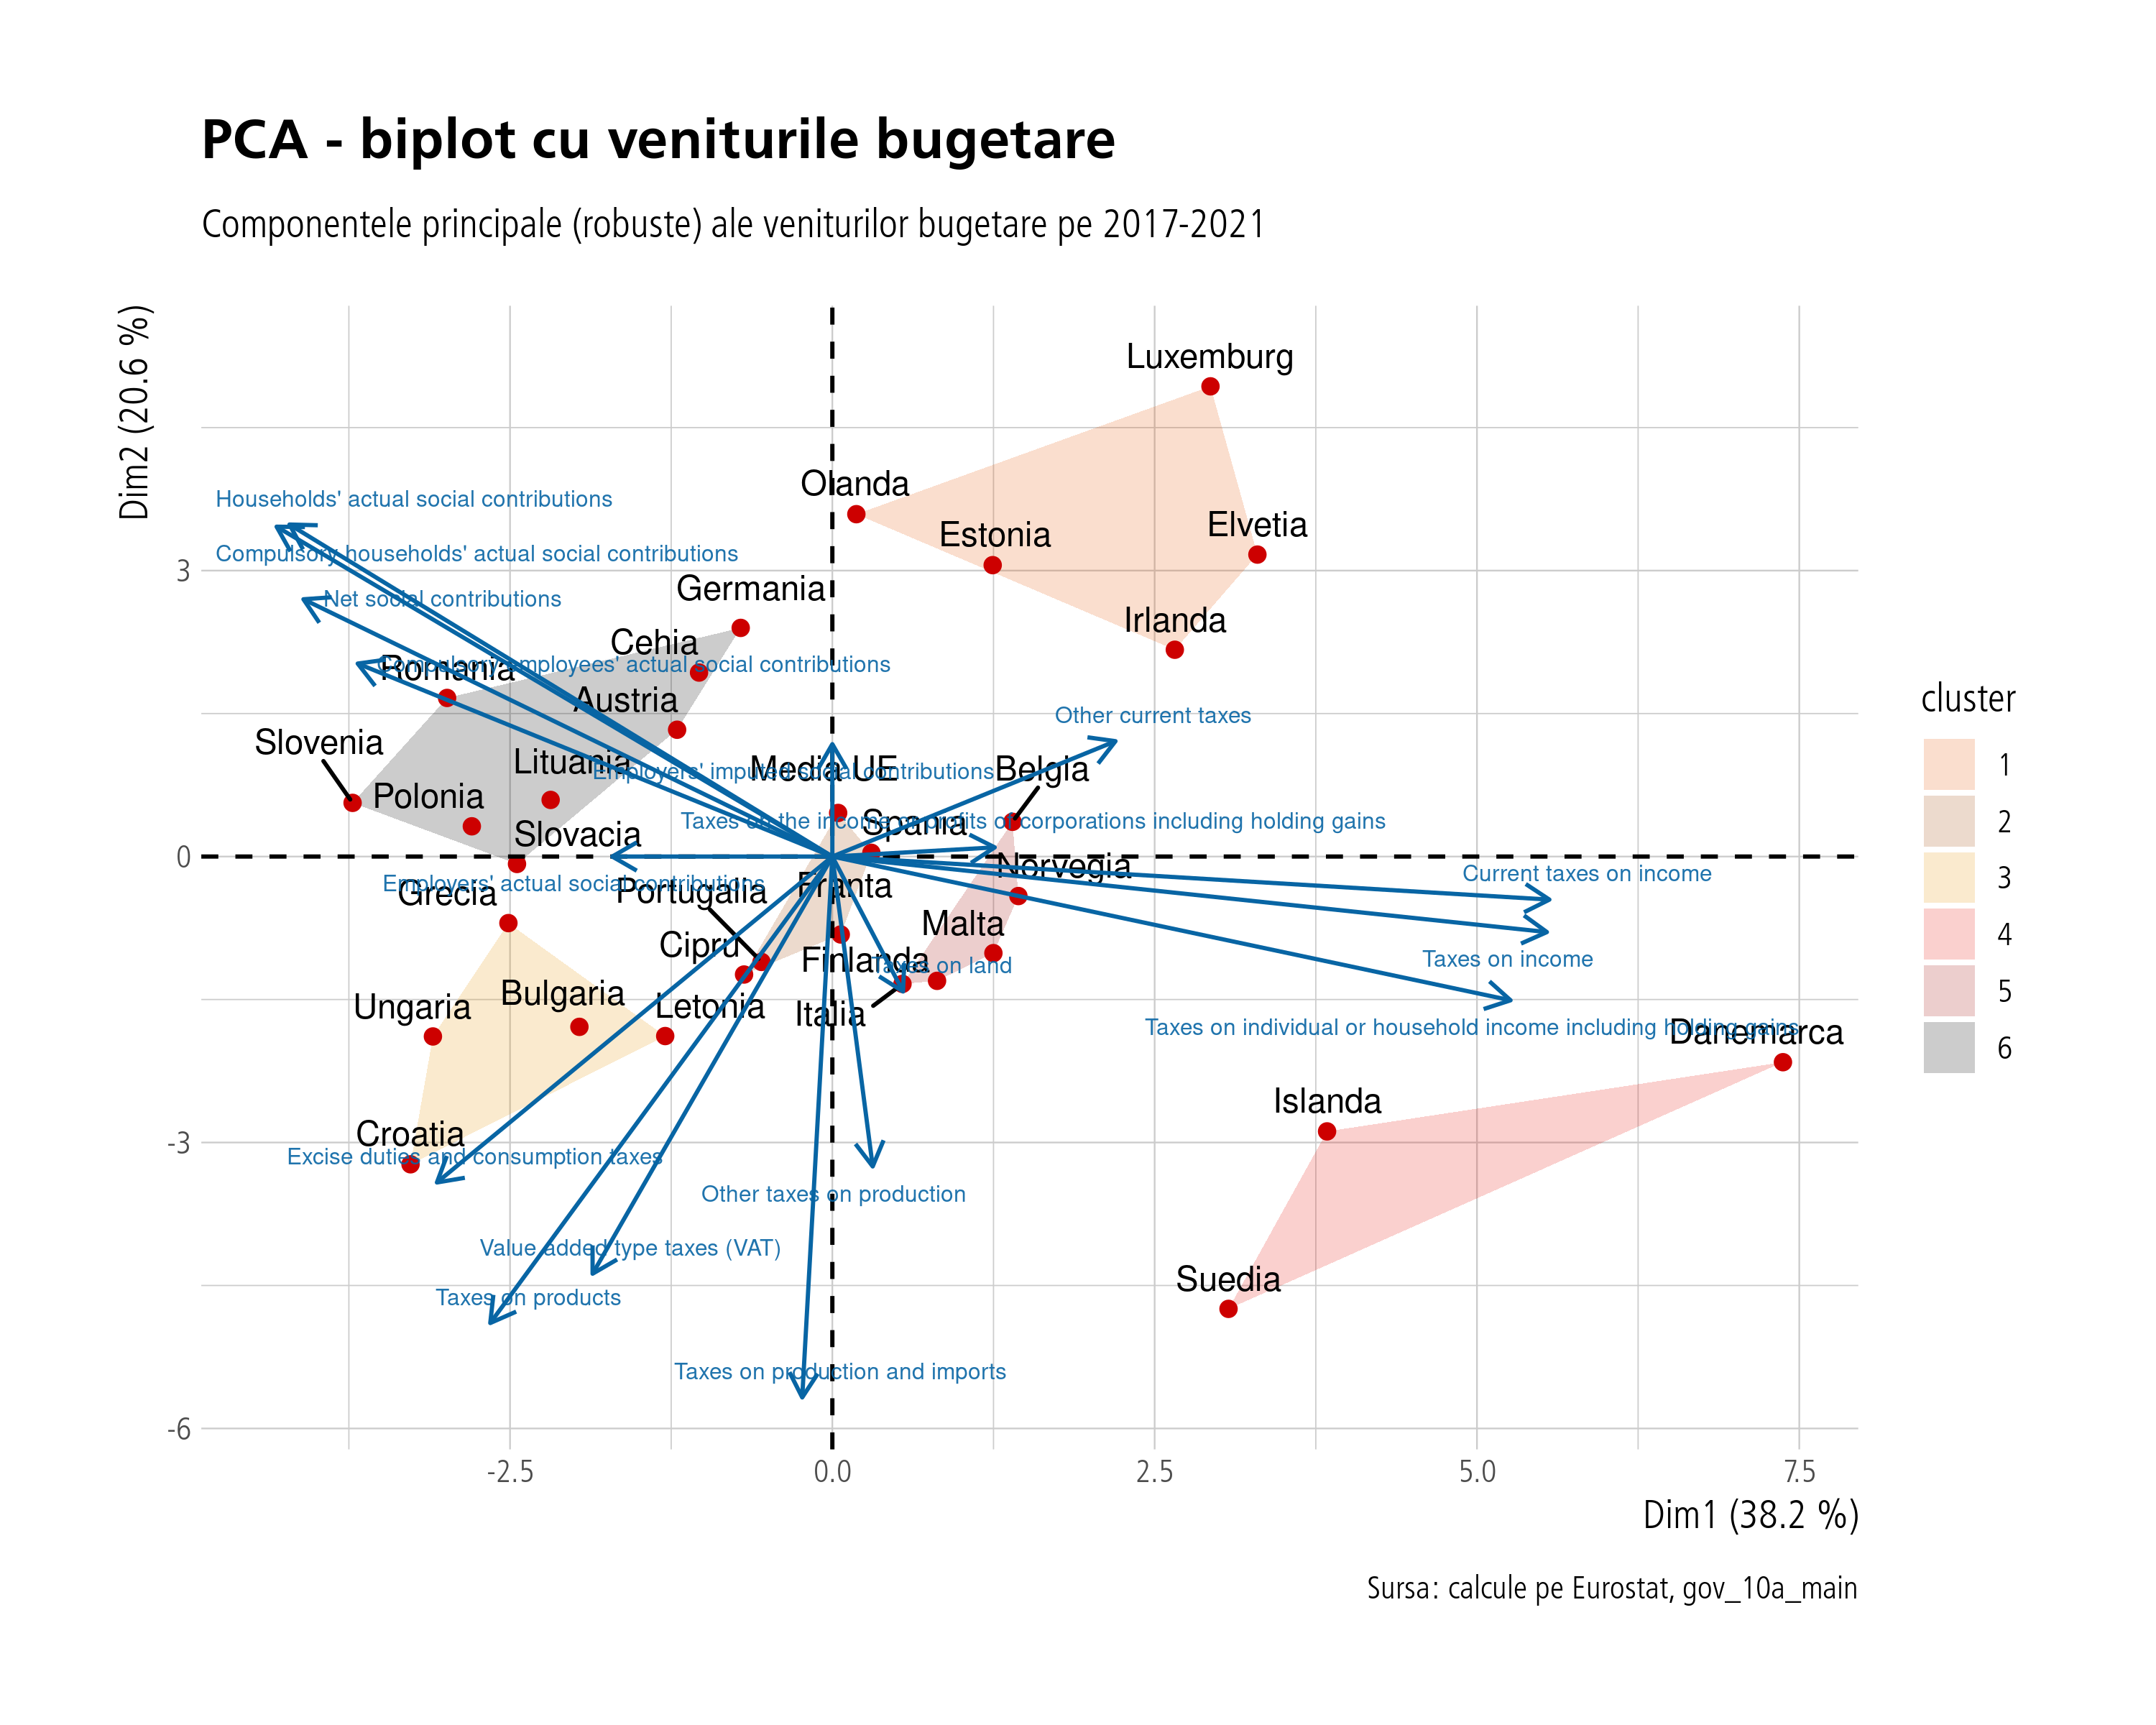 PCA - biplot cu veniturile bugetare
Componentele principale (robuste) ale veniturilor bugetare pe 2017-2021
Dim2 (20.6 %)
3
0
-3
-6
Luxemburg
Olanda
Households' actual social contributions
Estonia
Elvetia
Compulsory households' actual social contributions
Germania
Net social contributions
Irlanda
Cehia
Romania
Compulsory employees' actual social contributions
Austria
Other current taxes
Slovenia
Lituania
Media UE
Employers' imputed social contributions
Belgia
Polonia
Spania
Taxes on the income or profits of corporations including holding gains
Slovacia
Norvegia
Current taxes on income
Employers' actual social contributions
Grecia
Portugalia
Franta
Malta
Cipru
Finlanda
Taxes on land
Taxes on income
Ungaria
Bulgaria
Letonia
Italia
Taxes on individual or household income including holding gains
Danemarca
Islanda
Croatia
Excise duties and consumption taxes
Other taxes on production
Value added type taxes (VAT)
Suedia
Taxes on products
Taxes on production and imports
-2.5
0.0
2.5
5.0
7.5
Dim1 (38.2 %)
cluster
1
2
3
4
5
6
Sursa: calcule pe Eurostat, gov_10a_main